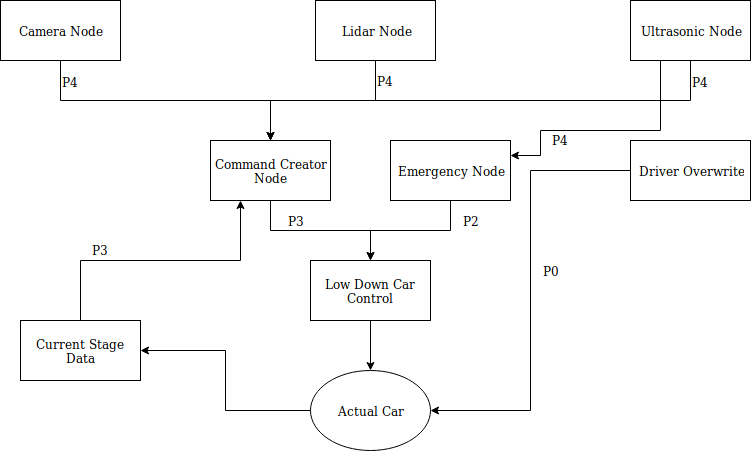 Camera Node
Lidar Node
Ultrasonic Node
P4
P4
P4
P4
Command Creator
Node
Emergency Node
Driver Overwrite
P3
P2
P3
P0
Low Down Car
Control
Current Stage
Data
Actual Car